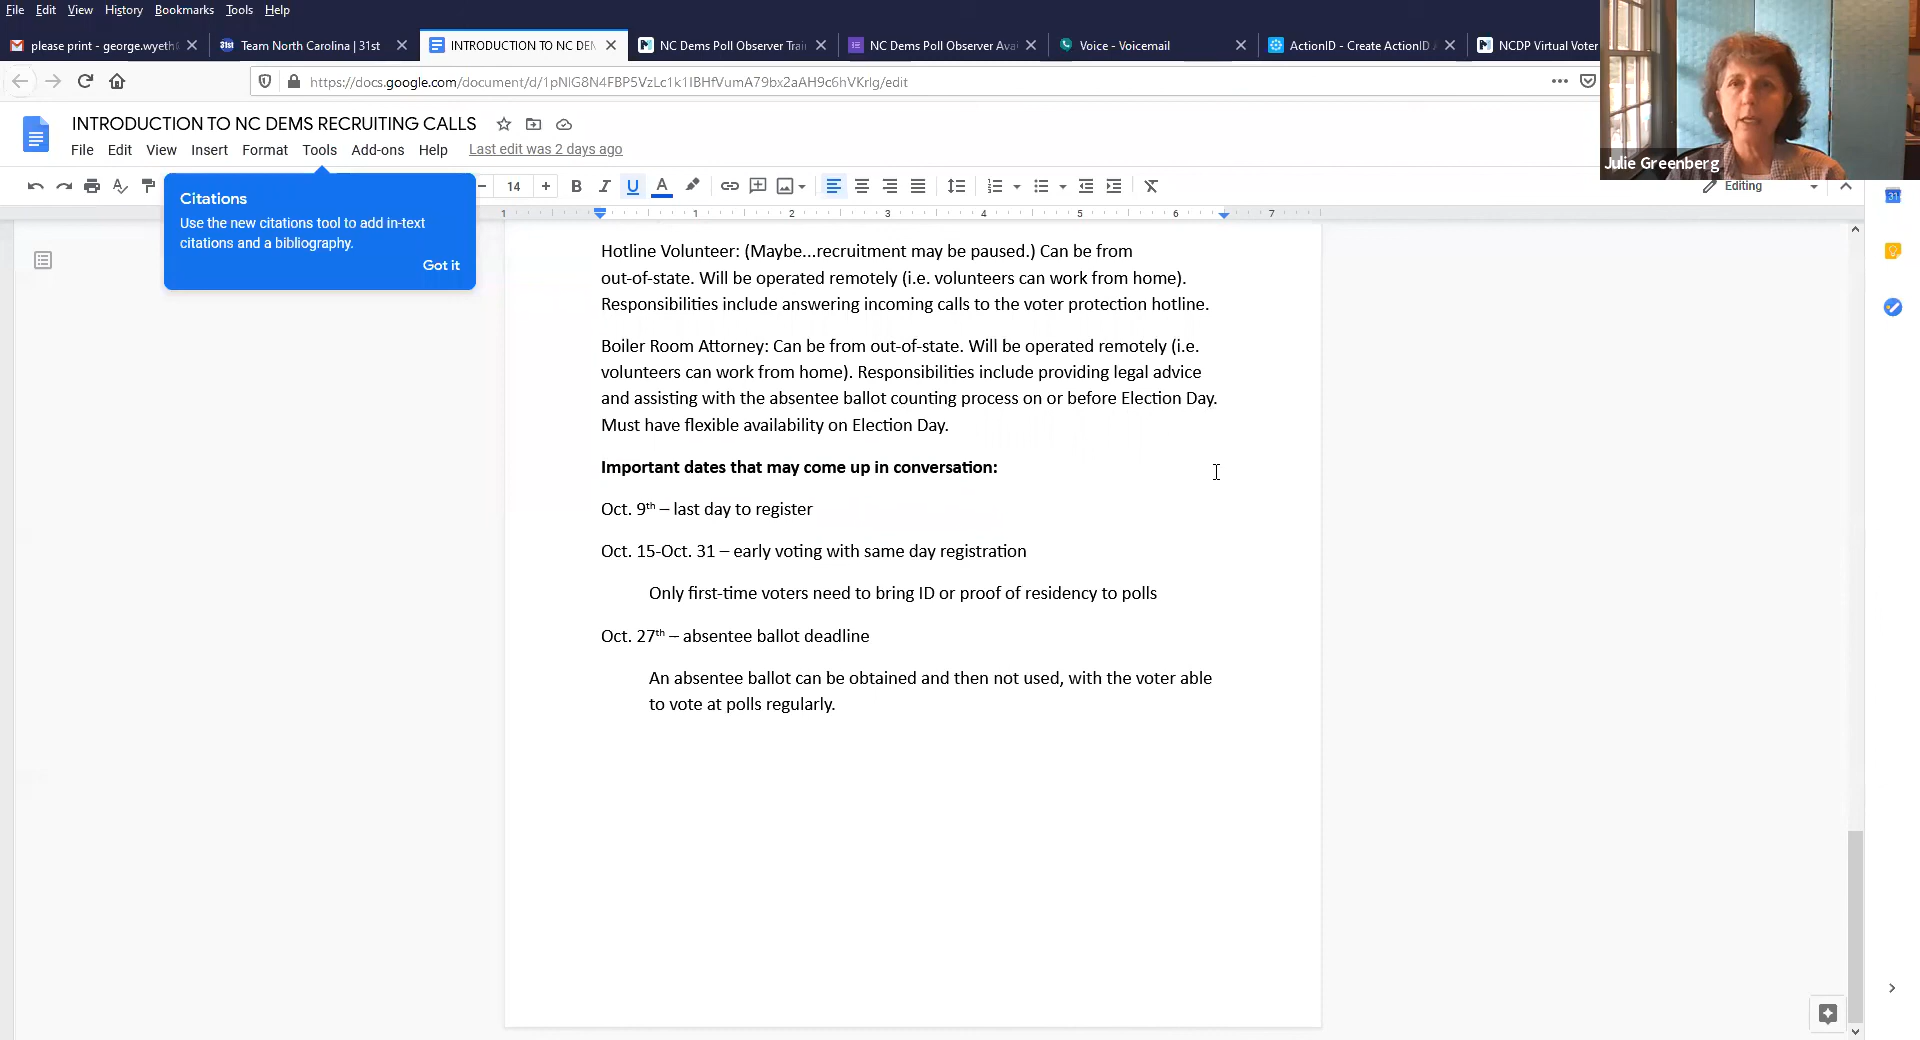 File Edit View History Bookmarks Tools Help
please print - george.wyeth
Team North Carolina | 31st
INTRODUCTION TO NC DEM
NC Dems Poll Observer Trai
NC Dems Poll Observer Ava
Voice - Voicemail
ActionID - Create ActionID
NCDP Virtual Voter
https://docs.google.com/document/d/1pNiG8N4FBP5VzLc1k1IBHfVumA79bx2aAH9c6hVKrlg/edit
INTRODUCTION TO NC DEMS RECRUITING CALLS
File Edit View Insert Format Tools Add-ons Help Last edit was 2 days ago
Julie Greenberg
14
Editing
Citations
Use the new citations tool to add in-text
citations and a bibliography.
Got it
1 1 2 3 4 5 6 7
Hotline Volunteer: (Maybe...recruitment may be paused.) Can be from
out-of-state. Will be operated remotely (i.e. volunteers can work from home).
Responsibilities include answering incoming calls to the voter protection hotline.
Boiler Room Attorney: Can be from out-of-state. Will be operated remotely (i.e.
volunteers can work from home). Responsibilities include providing legal advice
and assisting with the absentee ballot counting process on or before Election Day.
Must have flexible availability on Election Day.
Important dates that may come up in conversation:
Oct. 9th – last day to register
Oct. 15-Oct. 31 – early voting with same day registration
Only first-time voters need to bring ID or proof of residency to polls
Oct. 27th – absentee ballot deadline
An absentee ballot can be obtained and then not used, with the voter able
to vote at polls regularly.